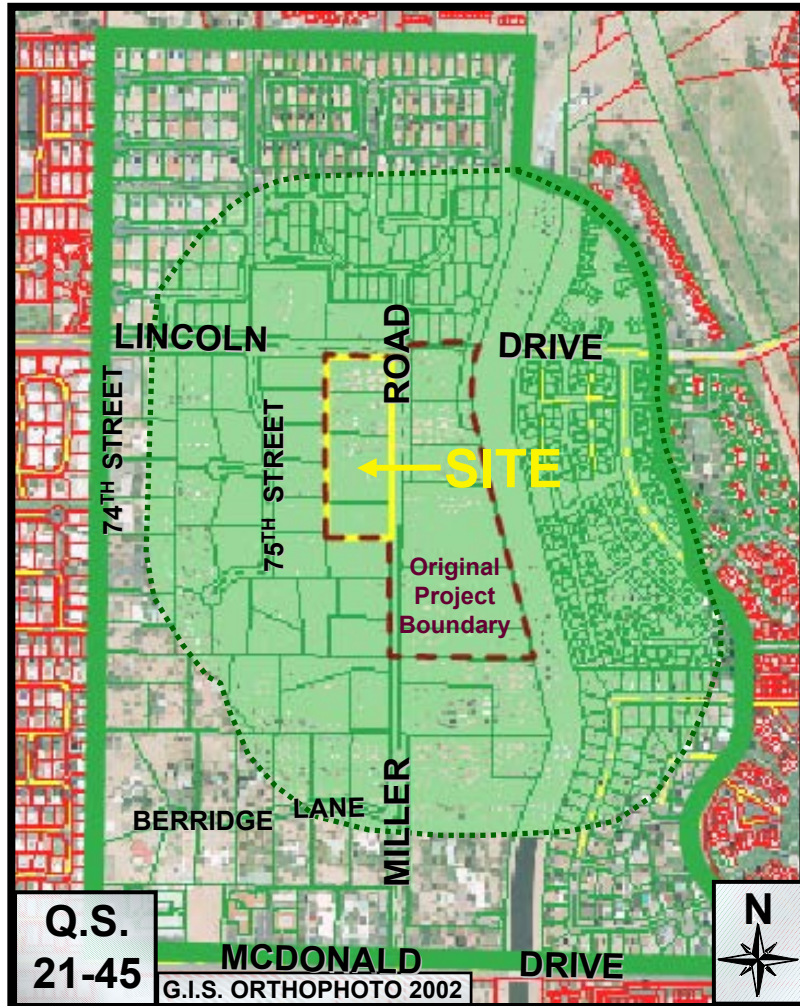 LINCOLN
ROAD
DRIVE
74TH STREET
75TH STREET
SITE
Original
Project
Boundary
MILLER
BERRIDGE LANE
Q.S.
21-45
MCDONALD DRIVE
G.I.S. ORTHOPHOTO 2002
N